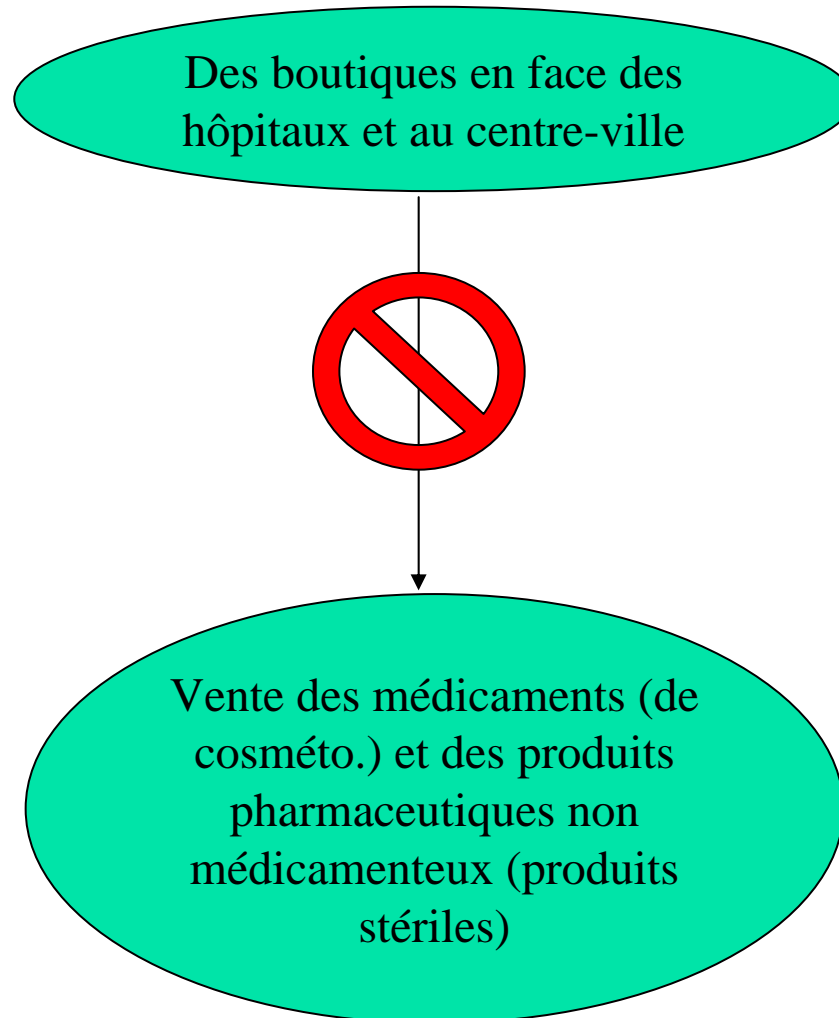 Des boutiques en face des
hôpitaux et au centre-ville
Vente des médicaments (de
cosméto.) et des produits
pharmaceutiques non
médicamenteux (produits
stériles)